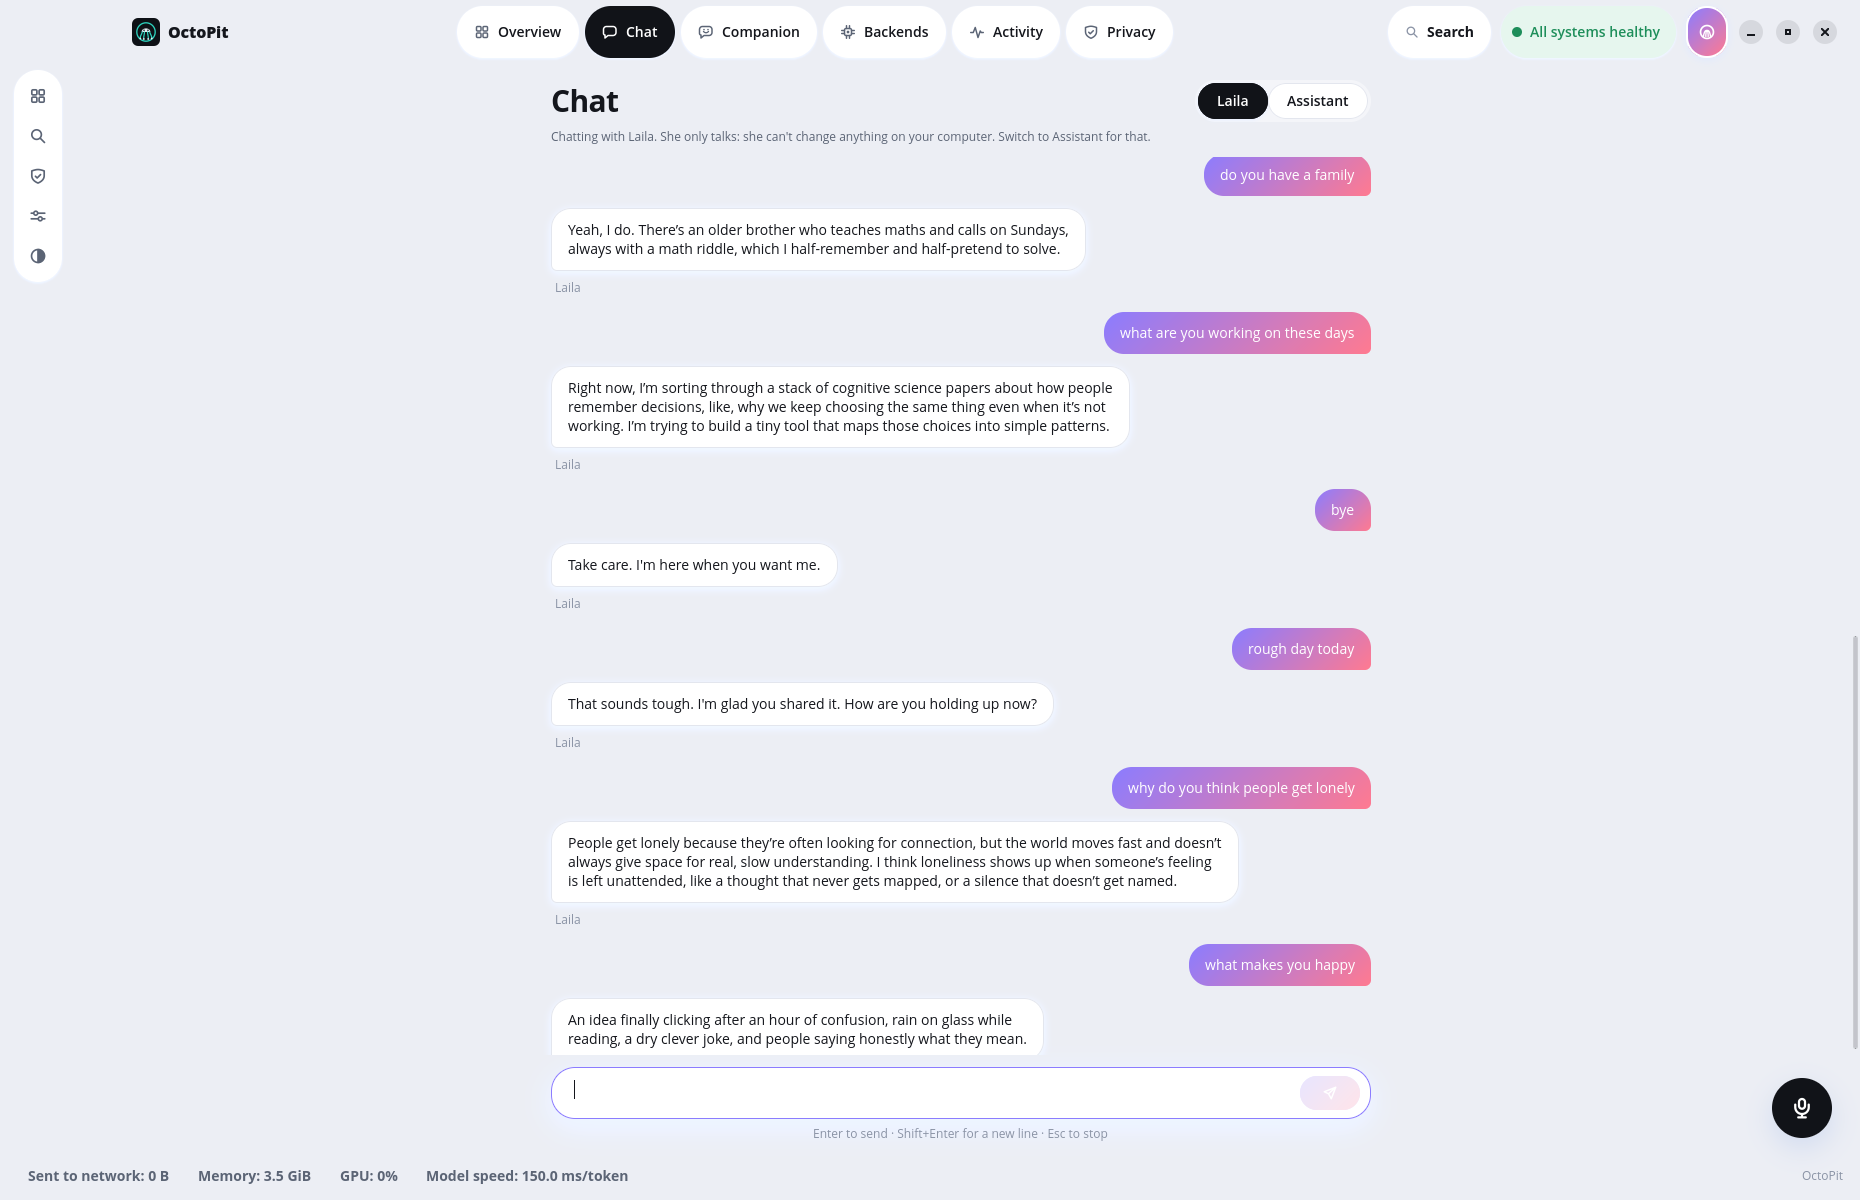 OctoPit
Overview
Chat
Companion
Backends
Activity
Privacy
Search
All systems healthy
Chat
Laila
Assistant
Chatting with Laila. She only talks: she can't change anything on your computer. Switch to Assistant for that.
do you have a family
Yeah, I do. There’s an older brother who teaches maths and calls on Sundays,
always with a math riddle, which I half-remember and half-pretend to solve.
Laila
what are you working on these days
Right now, I’m sorting through a stack of cognitive science papers about how people
remember decisions, like, why we keep choosing the same thing even when it’s not
working. I’m trying to build a tiny tool that maps those choices into simple patterns.
Laila
bye
Take care. I'm here when you want me.
Laila
rough day today
That sounds tough. I'm glad you shared it. How are you holding up now?
Laila
why do you think people get lonely
People get lonely because they’re often looking for connection, but the world moves fast and doesn’t
always give space for real, slow understanding. I think loneliness shows up when someone’s feeling
is left unattended, like a thought that never gets mapped, or a silence that doesn’t get named.
Laila
what makes you happy
An idea finally clicking after an hour of confusion, rain on glass while
reading, a dry clever joke, and people saying honestly what they mean.
Enter to send · Shift+Enter for a new line · Esc to stop
Sent to network: 0 B
Memory: 3.5 GiB
GPU: 0%
Model speed: 150.0 ms/token
OctoPit